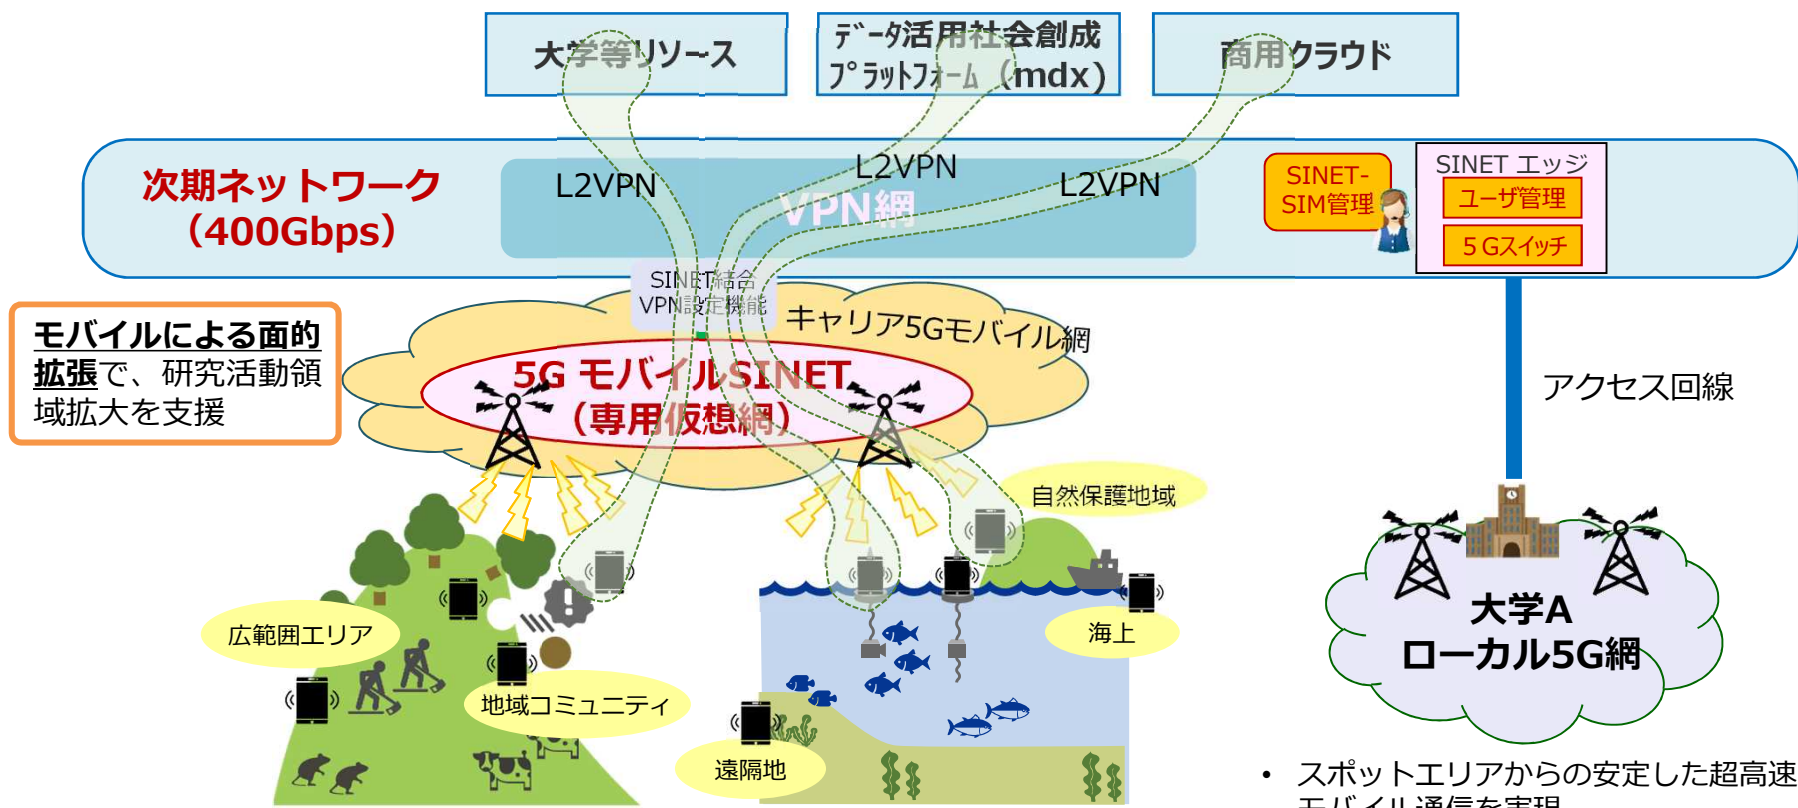 大学等リソース
ﾃﾞｰﾀ活用社会創成
ﾌﾟﾗｯﾄﾌｫｰﾑ（mdx）
商用クラウド
次期ネットワーク
（400Gbps）
L2VPN
L2VPN
L2VPN
VPN網
SINET-
SIM管理
SINET エッジ
ユーザ管理
５Gスイッチ
SINET結合
VPN設定機能
キャリア5Gモバイル網
モバイルによる面的
拡張で、研究活動領
域拡大を支援
5G モバイルSINET
（専用仮想網）
アクセス回線
自然保護地域
広範囲エリア
地域コミュニティ
遠隔地
海上
大学A
ローカル5G網
• スポットエリアからの安定した超高速
モバイル通信を実現